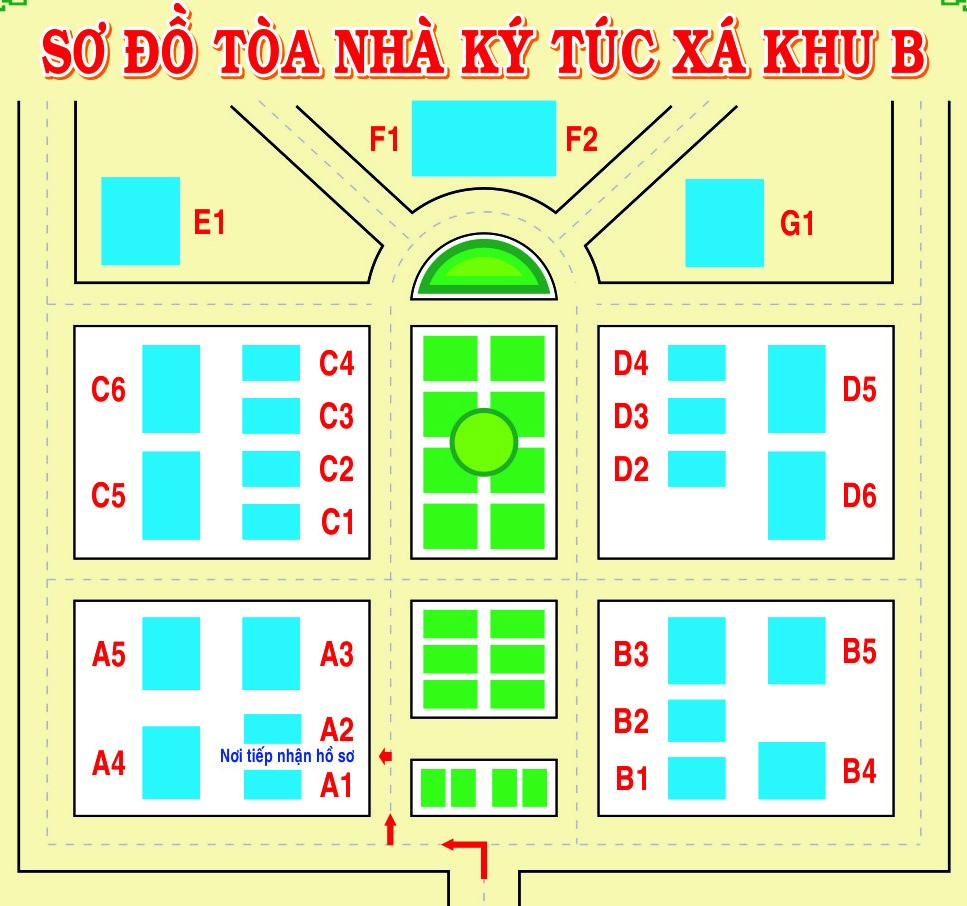 SƠ ĐỒ TÒA NHÀ KÝ TÚC XÁ KHU B
F1 F2
E1 G1
C4 D4
C6 D5
C3 D3
C2 D2
C5 D6
C1
A5 A3 B3 B5
A2 B2
Nơi tiếp nhận hồ sơ
A4 B4
A1 B1